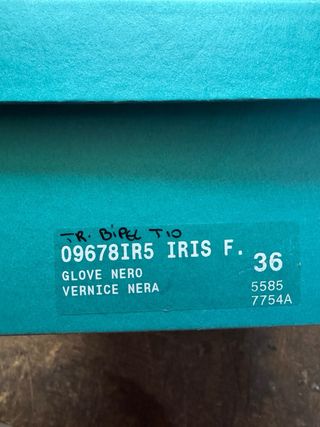 TR. BiPEL T10
09678IR5 IRIS F. 36
GLOVE NERO
VERNICE NERA 5585
7754A